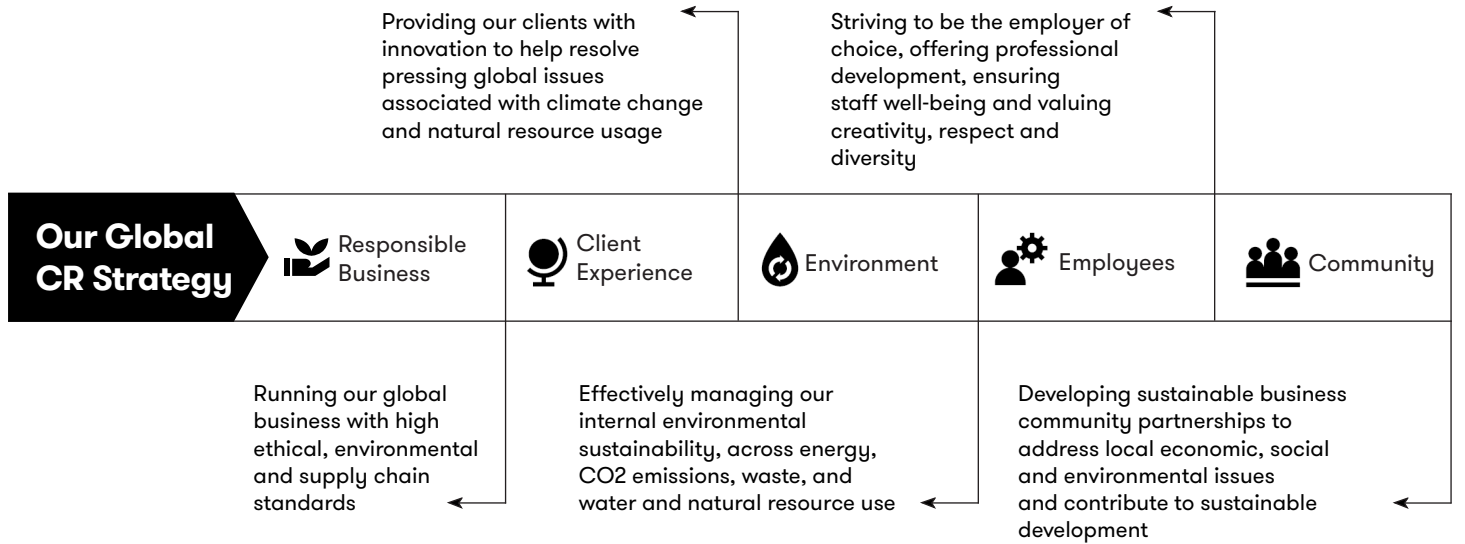 Providing our clients with
innovation to help resolve
pressing global issues
associated with climate change
and natural resource usage
Striving to be the employer of
choice, offering professional
development, ensuring
staff well-being and valuing
creativity, respect and
diversity
Our Global
CR Strategy
Responsible
Business
Client
Experience
Environment
Employees
Community
Running our global
business with high
ethical, environmental
and supply chain
standards
Effectively managing our
internal environmental
sustainability, across energy,
CO2 emissions, waste, and
water and natural resource use
Developing sustainable business
community partnerships to
address local economic, social
and environmental issues
and contribute to sustainable
development